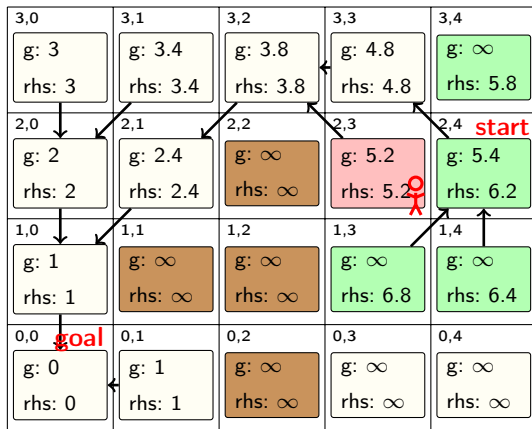 3,0 3,1 3,2 3,3 3,4
g: 3 g: 3.4 g: 3.8 g: 4.8 g: ∞
rhs: 3 rhs: 3.4 rhs: 3.8 rhs: 4.8 rhs: 5.8
2,0 2,1 2,2 2,3 2,4 start
g: 2 g: 2.4 g: ∞ g: 5.2 g: 5.4
rhs: 2 rhs: 2.4 rhs: ∞ rhs: 5.2 rhs: 6.2
1,0 1,1 1,2 1,3 1,4
g: 1 g: ∞ g: ∞ g: ∞ g: ∞
rhs: 1 rhs: ∞ rhs: ∞ rhs: 6.8 rhs: 6.4
0,0 goal 0,1 0,2 0,3 0,4
g: 0 g: 1 g: ∞ g: ∞ g: ∞
rhs: 0 rhs: 1 rhs: ∞ rhs: ∞ rhs: ∞